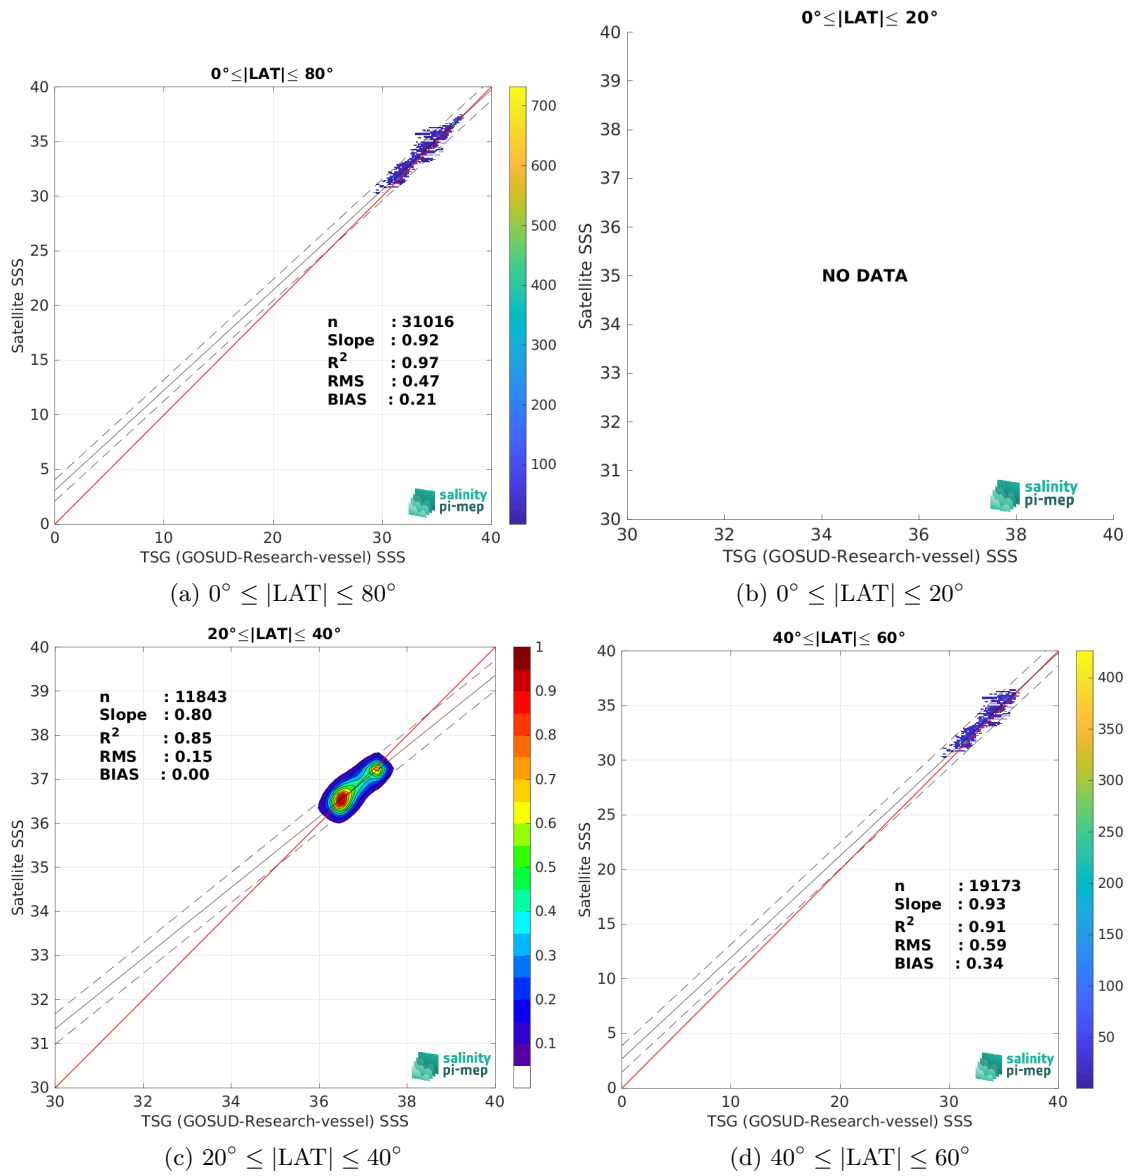 0°≤|LAT|≤ 80°
40
35
30
25
20
15
10
5
0
0
10
20
30
40
Satellite SSS
TSG (GOSUD-Research-vessel) SSS
n : 31016
Slope : 0.92
R2 : 0.97
RMS : 0.47
BIAS : 0.21
salinity
pi-mep
700
600
500
400
300
200
100
(a) 0° ≤ |LAT| ≤ 80°
0°≤|LAT|≤ 20°
40
39
38
37
36
35
34
33
32
31
30
30
32
34
36
38
40
Satellite SSS
NO DATA
salinity
pi-mep
TSG (GOSUD-Research-vessel) SSS
(b) 0° ≤ |LAT| ≤ 20°
20°≤|LAT|≤ 40°
40
39
38
37
36
35
34
33
32
31
30
30
32
34
36
38
40
Satellite SSS
n : 11843
Slope : 0.80
R2 : 0.85
RMS : 0.15
BIAS : 0.00
salinity
pi-mep
TSG (GOSUD-Research-vessel) SSS
1
0.9
0.8
0.7
0.6
0.5
0.4
0.3
0.2
0.1
(c) 20° ≤ |LAT| ≤ 40°
40°≤|LAT|≤ 60°
40
35
30
25
20
15
10
5
0
0
10
20
30
40
Satellite SSS
n : 19173
Slope : 0.93
R2 : 0.91
RMS : 0.59
BIAS : 0.34
salinity
pi-mep
TSG (GOSUD-Research-vessel) SSS
400
350
300
250
200
150
100
50
(d) 40° ≤ |LAT| ≤ 60°